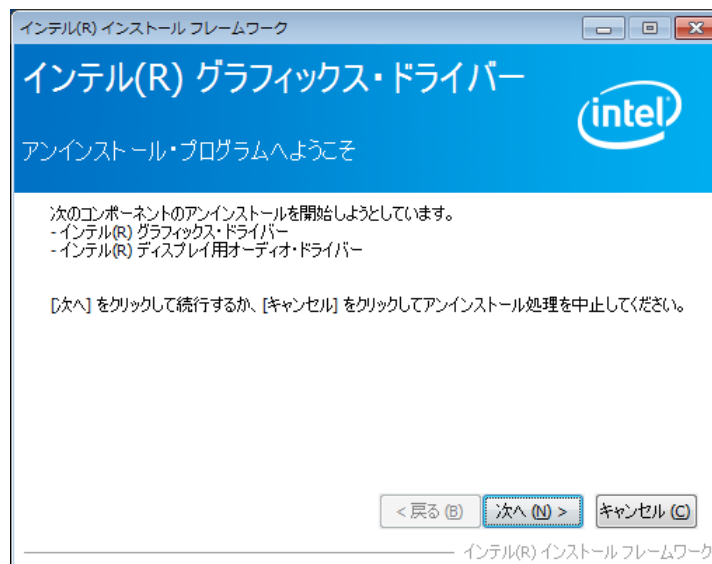 インテル(R) インストール フレームワーク
インテル(R) グラフィックス・ドライバー
intel
アンインストール・プログラムへようこそ
次のコンポーネントのアンインストールを開始しようとしています。
- インテル(R) グラフィックス・ドライバー
- インテル(R) ディスプレイ用オーディオ・ドライバー
[次へ] をクリックして続行するか、[キャンセル] をクリックしてアンインストール処理を中止してください。
< 戻る (B) 次へ (N) > キャンセル (C)
インテル(R) インストール フレームワーク